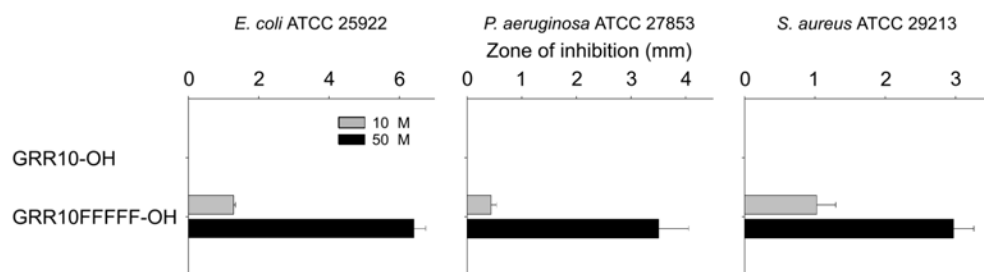 E. coli ATCC 25922
P. aeruginosa ATCC 27853
S. aureus ATCC 29213
Zone of inhibition (mm)
0 2 4 6
0 1 2 3 4
0 1 2 3
10 M
50 M
GRR10-OH
GRR10FFFFF-OH